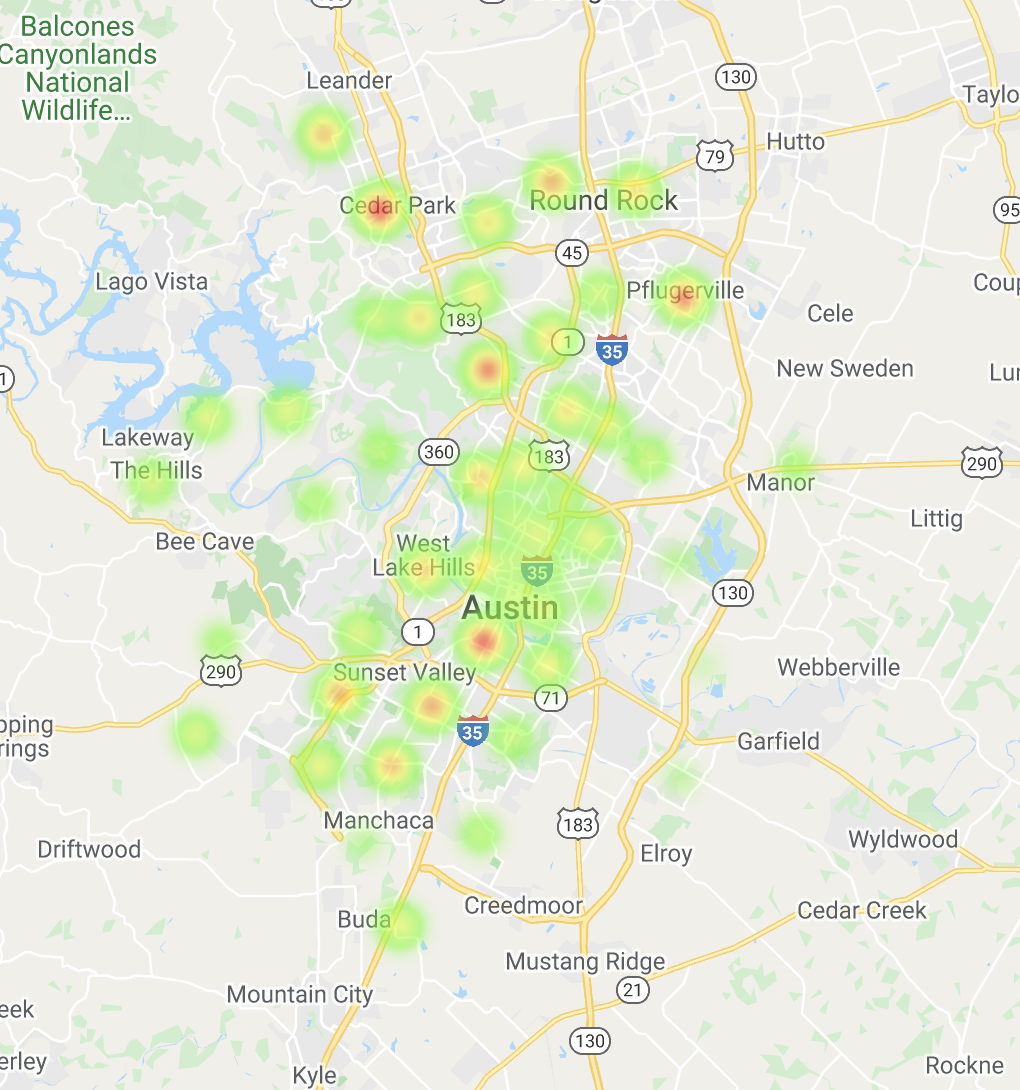 Balcones
Canyonlands
National
Wildlife...
Leander
130
Taylo
Hutto
79
Cedar Park
Round Rock
95
45
Lago Vista
Pflugerville
Coup
183
Cele
1
35
1
New Sweden
Lur
Lakeway
360
183
The Hills
290
Manor
Littig
Bee Cave
West
Lake Hills
35
130
Austin
1
290
Sunset Valley
Webberville
71
pping
rings
35
Garfield
Manchaca
183
Driftwood
Elroy
Wyldwood
Buda
Creedmoor
Cedar Creek
Mustang Ridge
Mountain City
21
eek
130
erley
Kyle
Rockne